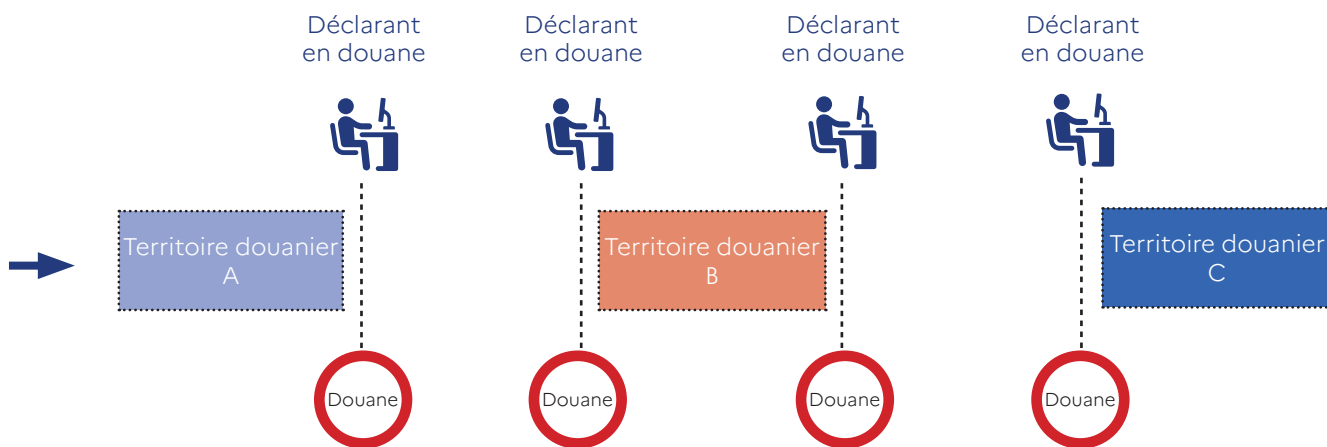 Déclarant
en douane
Déclarant
en douane
Déclarant
en douane
Déclarant
en douane
Territoire douanier
A
Territoire douanier
B
Territoire douanier
C
Douane
Douane
Douane
Douane